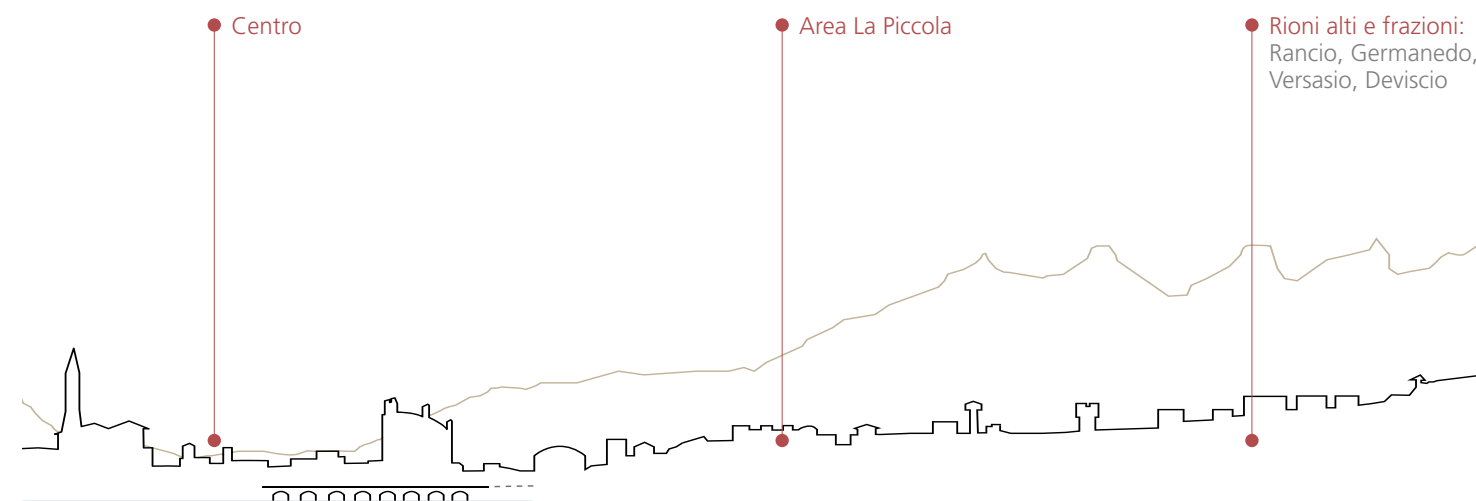 Centro
Area La Piccola
Rioni alti e frazioni:
Rancio, Germanedo,
Versasio, Deviscio